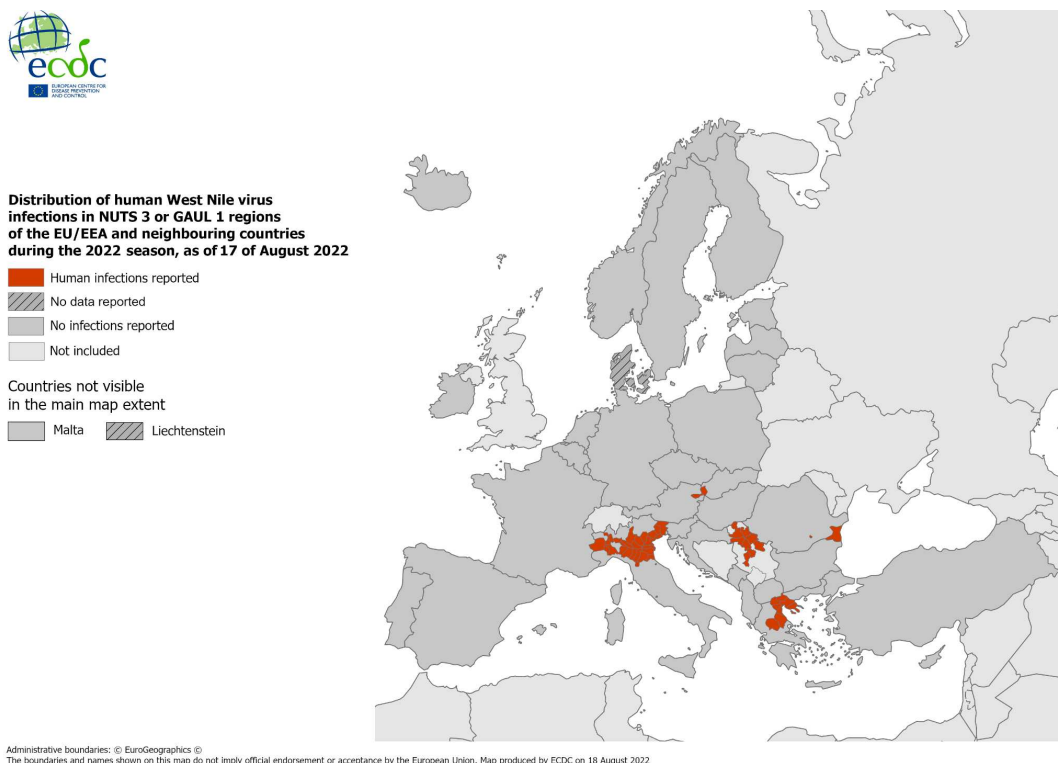 ecdc
EUROPEAN CENTRE FOR
DISEASE PREVENTION
AND CONTROL
Distribution of human West Nile virus
infections in NUTS 3 or GAUL 1 regions
of the EU/EEA and neighbouring countries
during the 2022 season, as of 17 of August 2022
Human infections reported
No data reported
No infections reported
Not included
Countries not visible
in the main map extent
Malta Liechtenstein
Administrative boundaries: © EuroGeographics ©
The boundaries and names shown on this map do not imply official endorsement or acceptance by the European Union. Map produced by ECDC on 18 August 2022